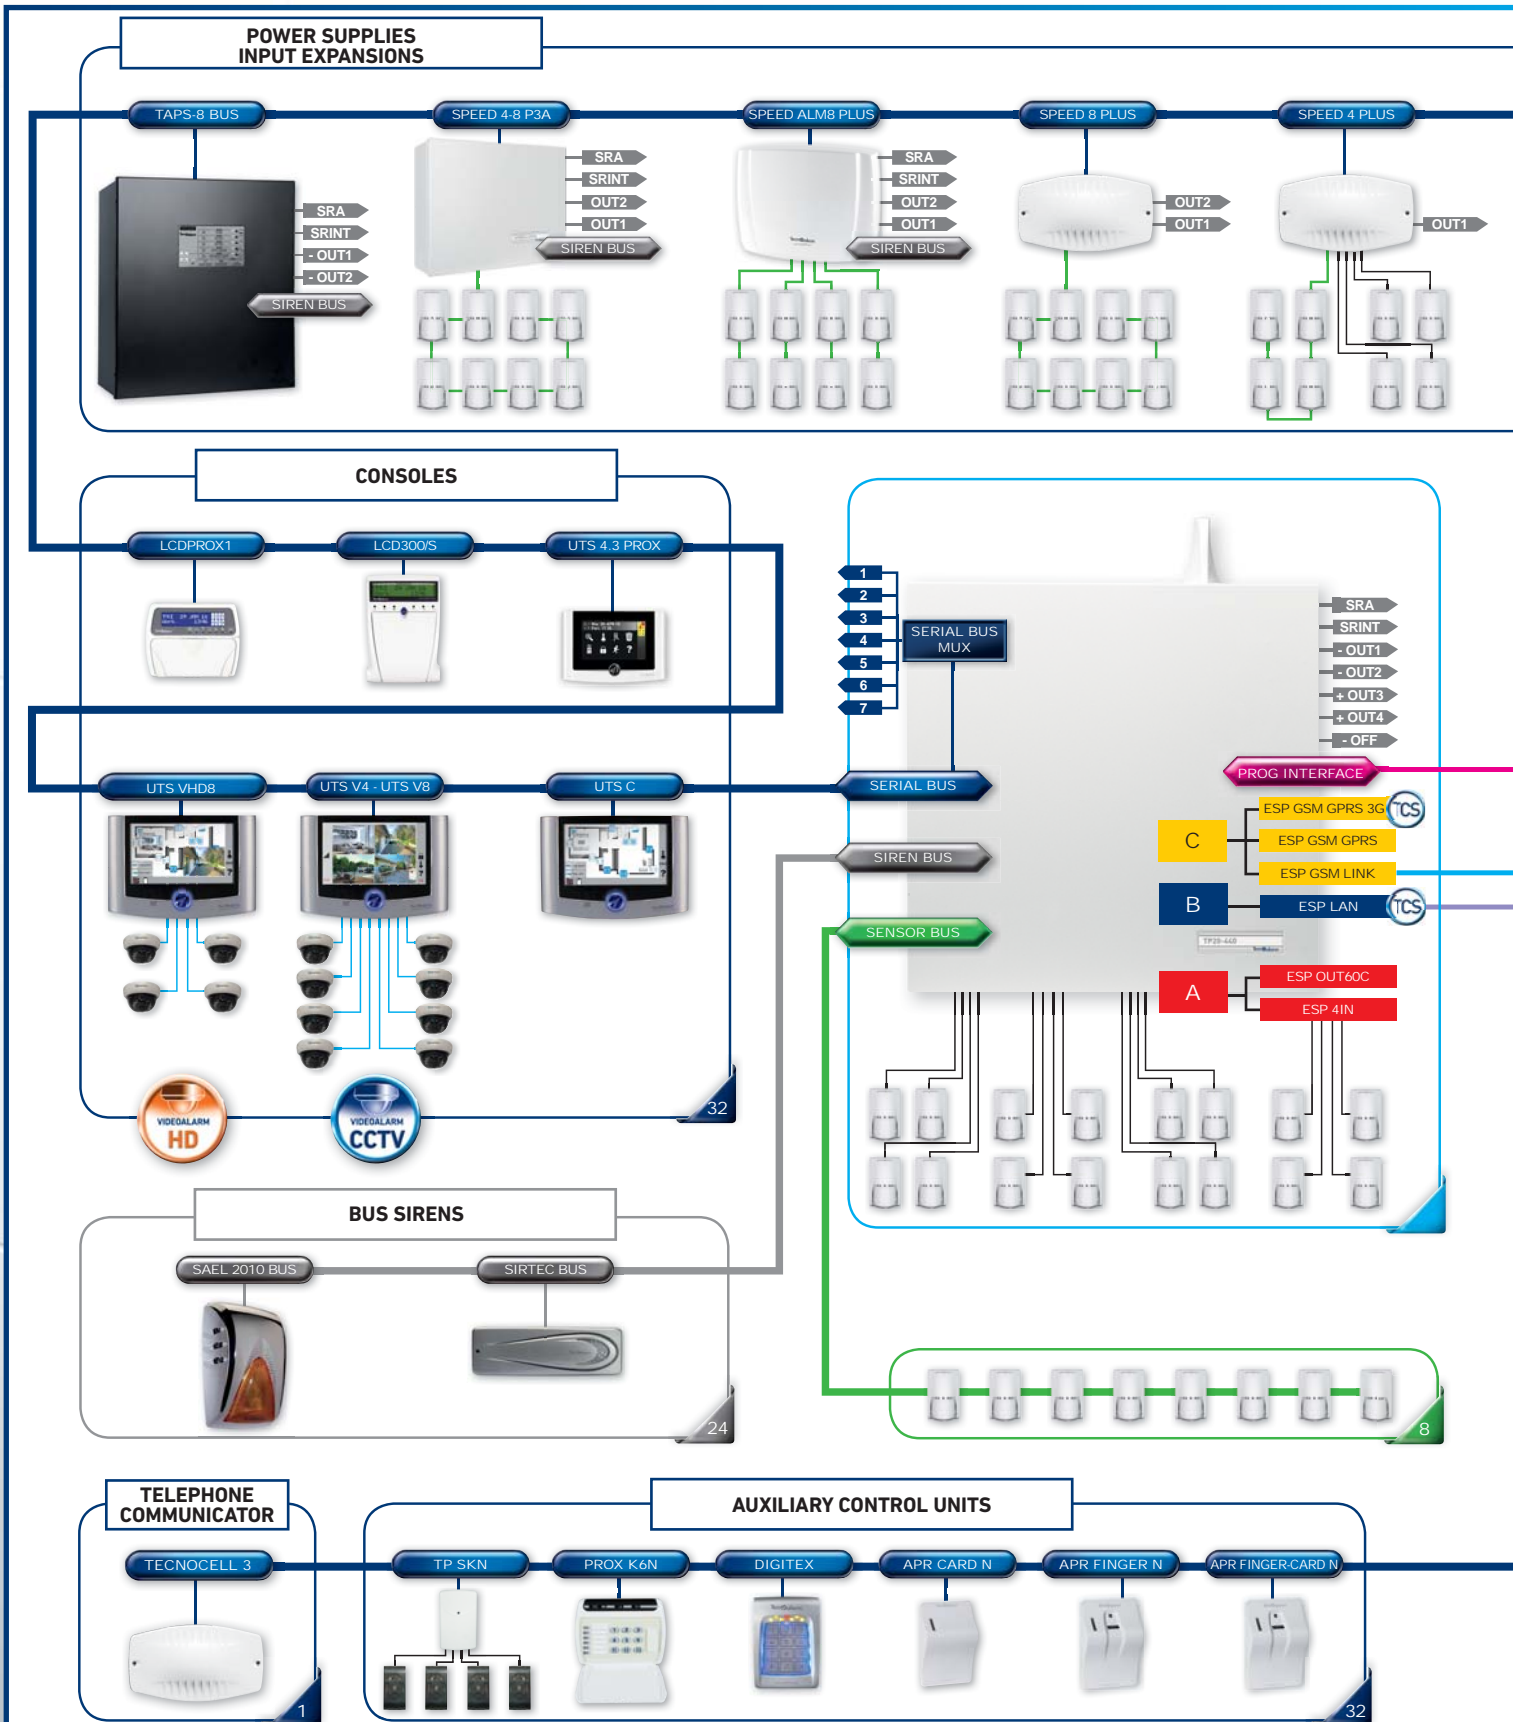 POWER SUPPLIES
INPUT EXPANSIONS
TAPS-8 BUS
SPEED 4-8 P3A
SPEED ALM8 PLUS
SPEED 8 PLUS
SPEED 4 PLUS
SRA
SRINT
- OUT1
- OUT2
SIREN BUS
SRA
SRINT
OUT2
OUT1
SIREN BUS
SRA
SRINT
OUT2
OUT1
SIREN BUS
OUT2
OUT1
OUT1
CONSOLES
LCDPROX1
LCD300/S
UTS 4.3 PROX
UTS VHD8
UTS V4 - UTS V8
UTS C
VIDEOALARM
HD
VIDEOALARM
CCTV
32
1
2
3
4
5
6
7
SERIAL BUS
MUX
SERIAL BUS
SIREN BUS
SENSOR BUS
SRA
SRINT
- OUT1
- OUT2
+ OUT3
+ OUT4
- OFF
PROG INTERFACE
C
ESP GSM GPRS 3G
TCS
ESP GSM GPRS
ESP GSM LINK
B
ESP LAN
TCS
TP20-440
A
ESP OUT60C
ESP 4IN
BUS SIRENS
SAEL 2010 BUS
SIRTEC BUS
24
8
TELEPHONE
COMMUNICATOR
TECNOCELL 3
1
AUXILIARY CONTROL UNITS
TP SKN
PROX K6N
DIGITEX
APR CARD N
APR FINGER N
APR FINGER-CARD N
32